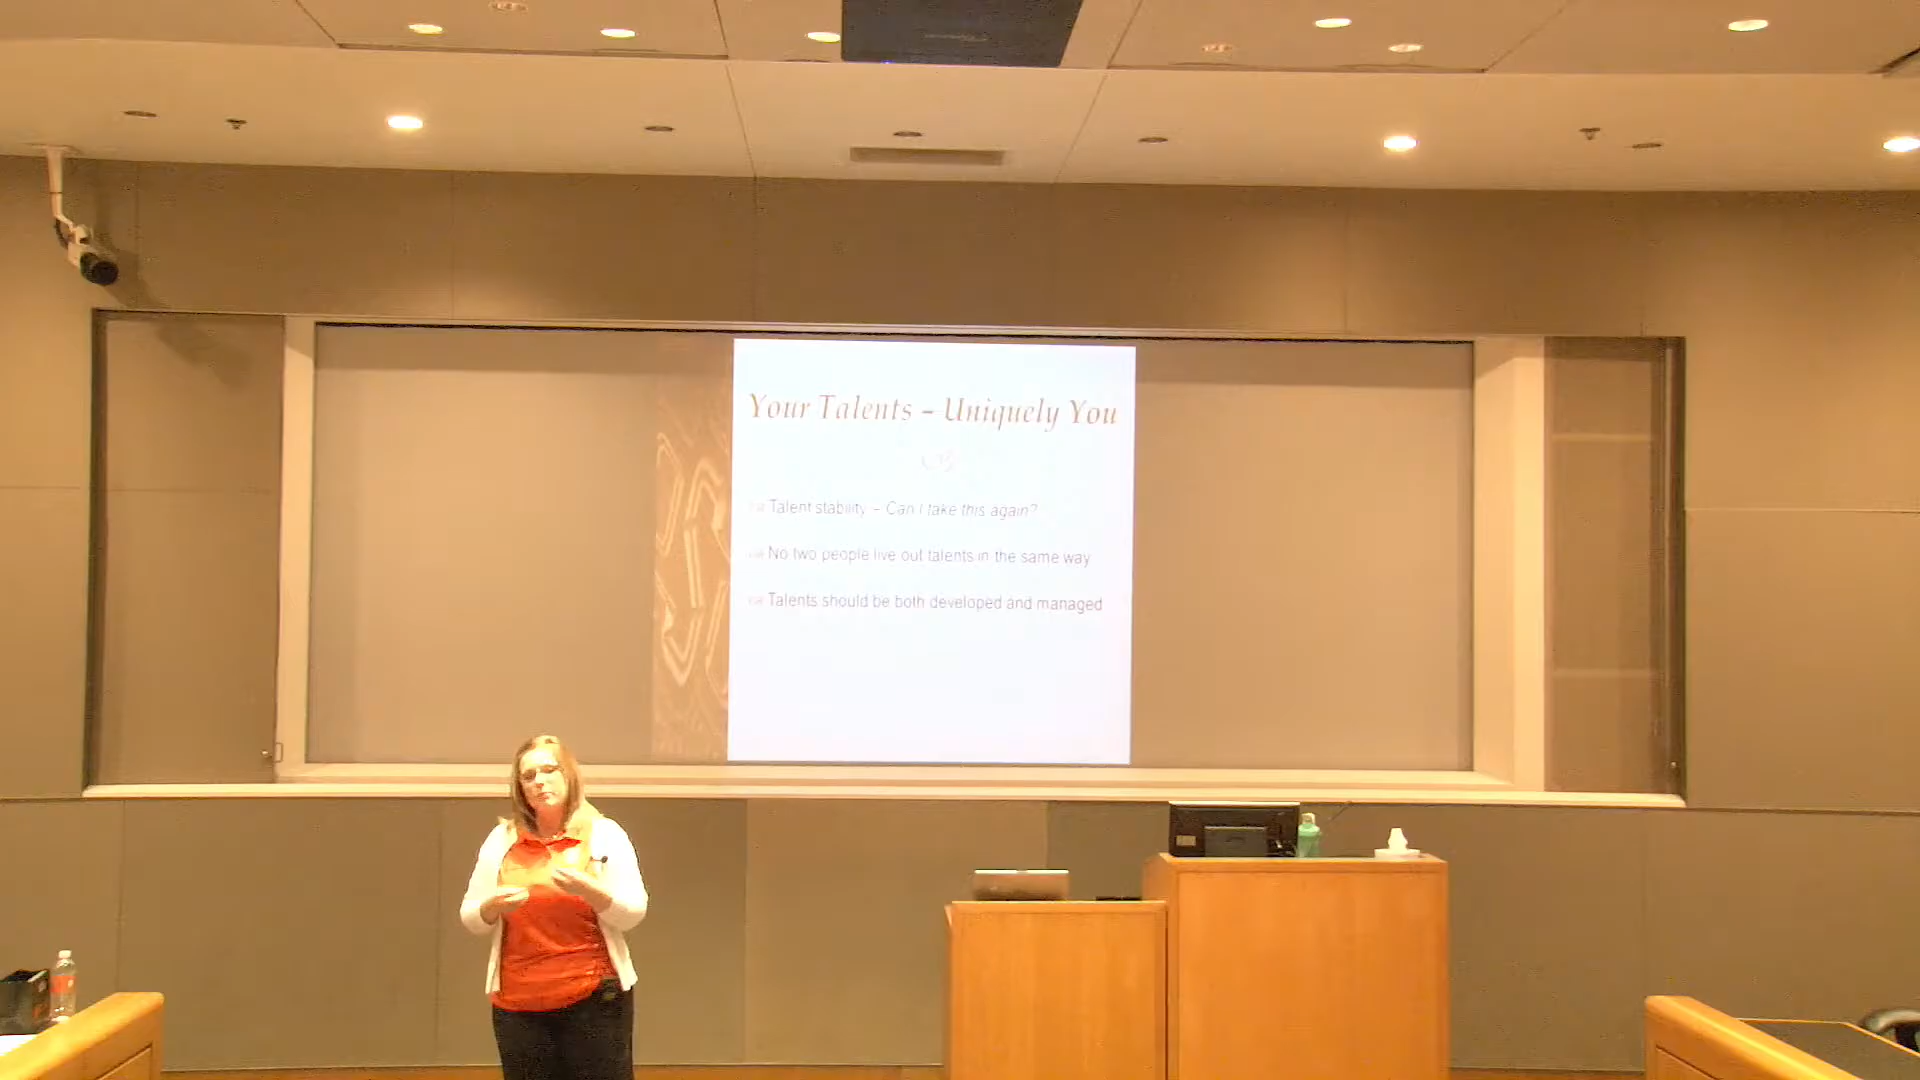 Your Talents – Uniquely You
Talent stability – Can I take this again?
No two people live out talents in the same way
Talents should be both developed and managed